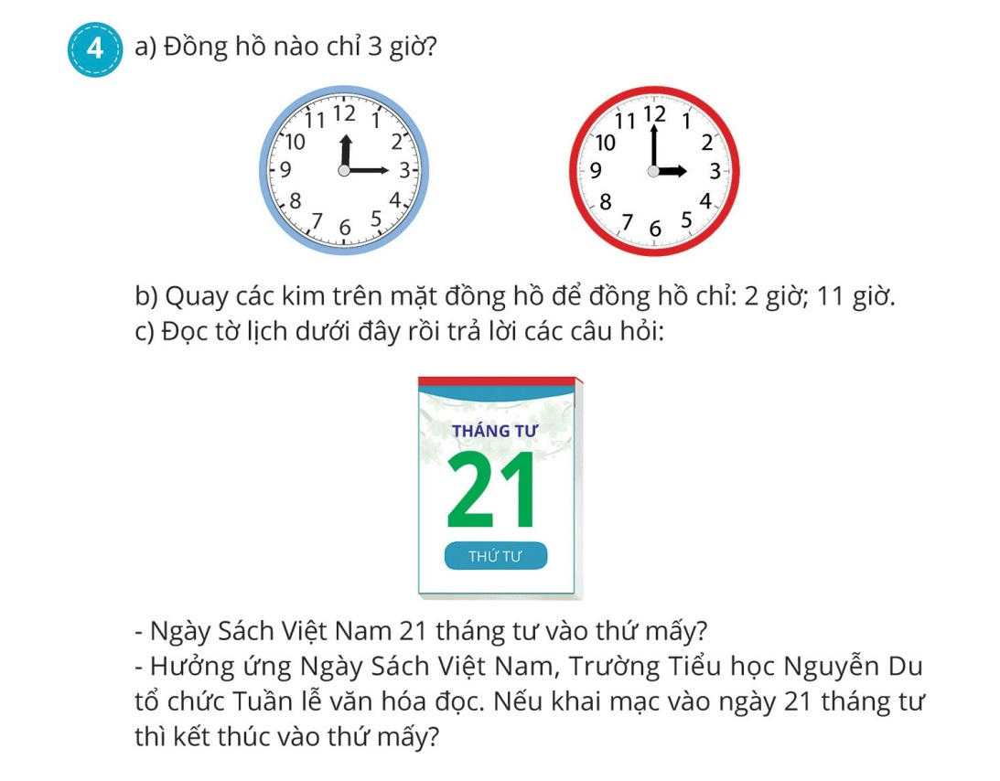 4 a) Đồng hồ nào chỉ 3 giờ?
12
1
2
3
4
5
6
7
8
9
10
11
12
1
2
3
4
5
6
7
8
9
10
11
b) Quay các kim trên mặt đồng hồ để đồng hồ chỉ: 2 giờ; 11 giờ.
c) Đọc tờ lịch dưới đây rồi trả lời các câu hỏi:
THÁNG TƯ
21
THỨ TƯ
- Ngày Sách Việt Nam 21 tháng tư vào thứ mấy?
- Hưởng ứng Ngày Sách Việt Nam, Trường Tiểu học Nguyễn Du
tổ chức Tuần lễ văn hóa đọc. Nếu khai mạc vào ngày 21 tháng tư
thì kết thúc vào thứ mấy?